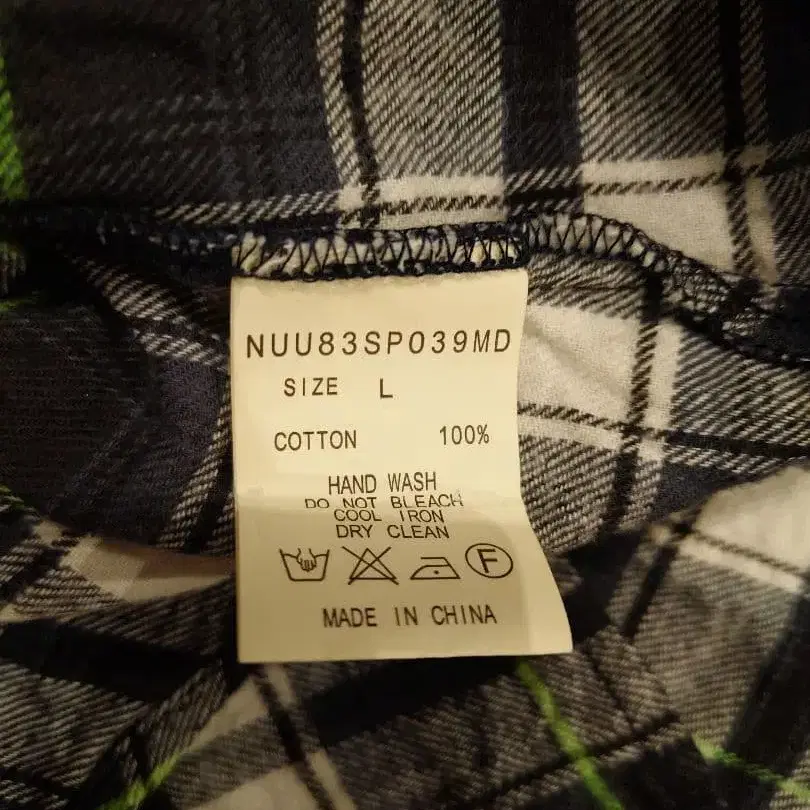 NUU83SP039MD
SIZE L
COTTON 100%
HAND WASH
DO NOT BLEACH
COOL IRON
DRY CLEAN
F
MADE IN CHINA